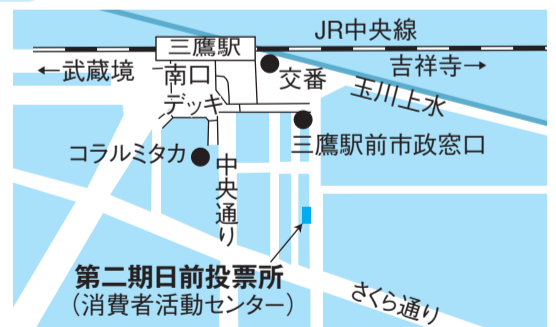 JR中央線
三鷹駅
←武蔵境
南口
デッキ
交番
吉祥寺→
玉川上水
三鷹駅前市政窓口
コラルミタカ
中央通り
第二期日前投票所
(消費者活動センター)
さくら通り